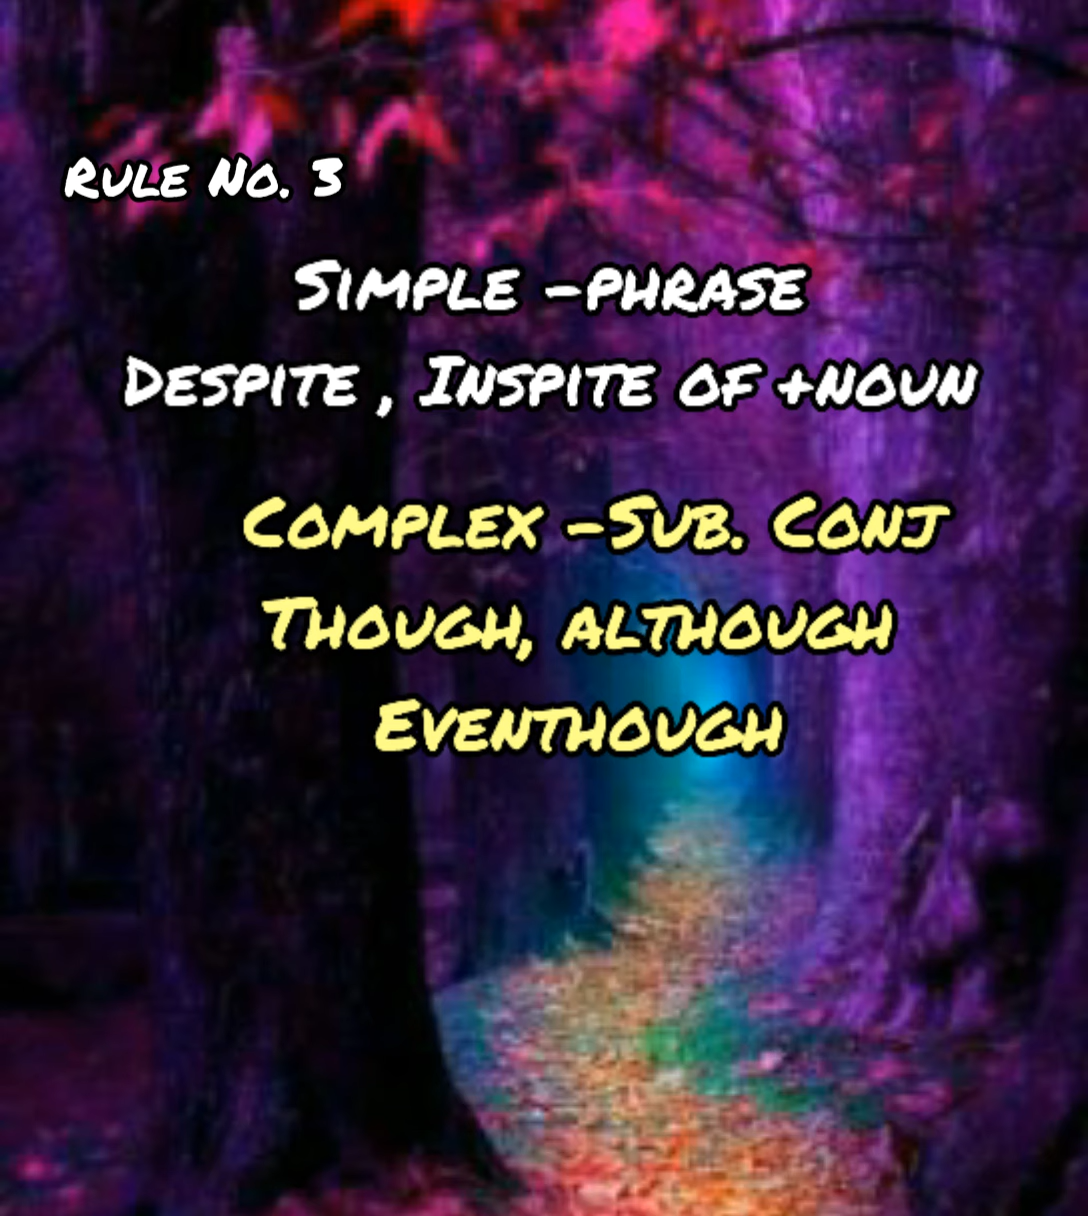 Rule No. 3
Simple -phrase
Despite , Inspite of +noun
Complex -Sub. Conj
Though, although
Eventhough